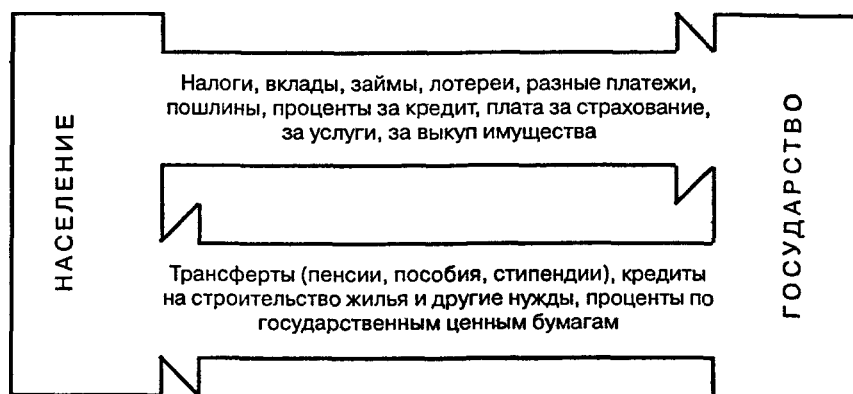 НАСЕЛЕНИЕ
Налоги, вклады, займы, лотереи, разные платежи,
пошлины, проценты за кредит, плата за страхование,
за услуги, за выкуп имущества
Трансферты (пенсии, пособия, стипендии), кредиты
на строительство жилья и другие нужды, проценты по
государственным ценным бумагам
ГОСУДАРСТВО